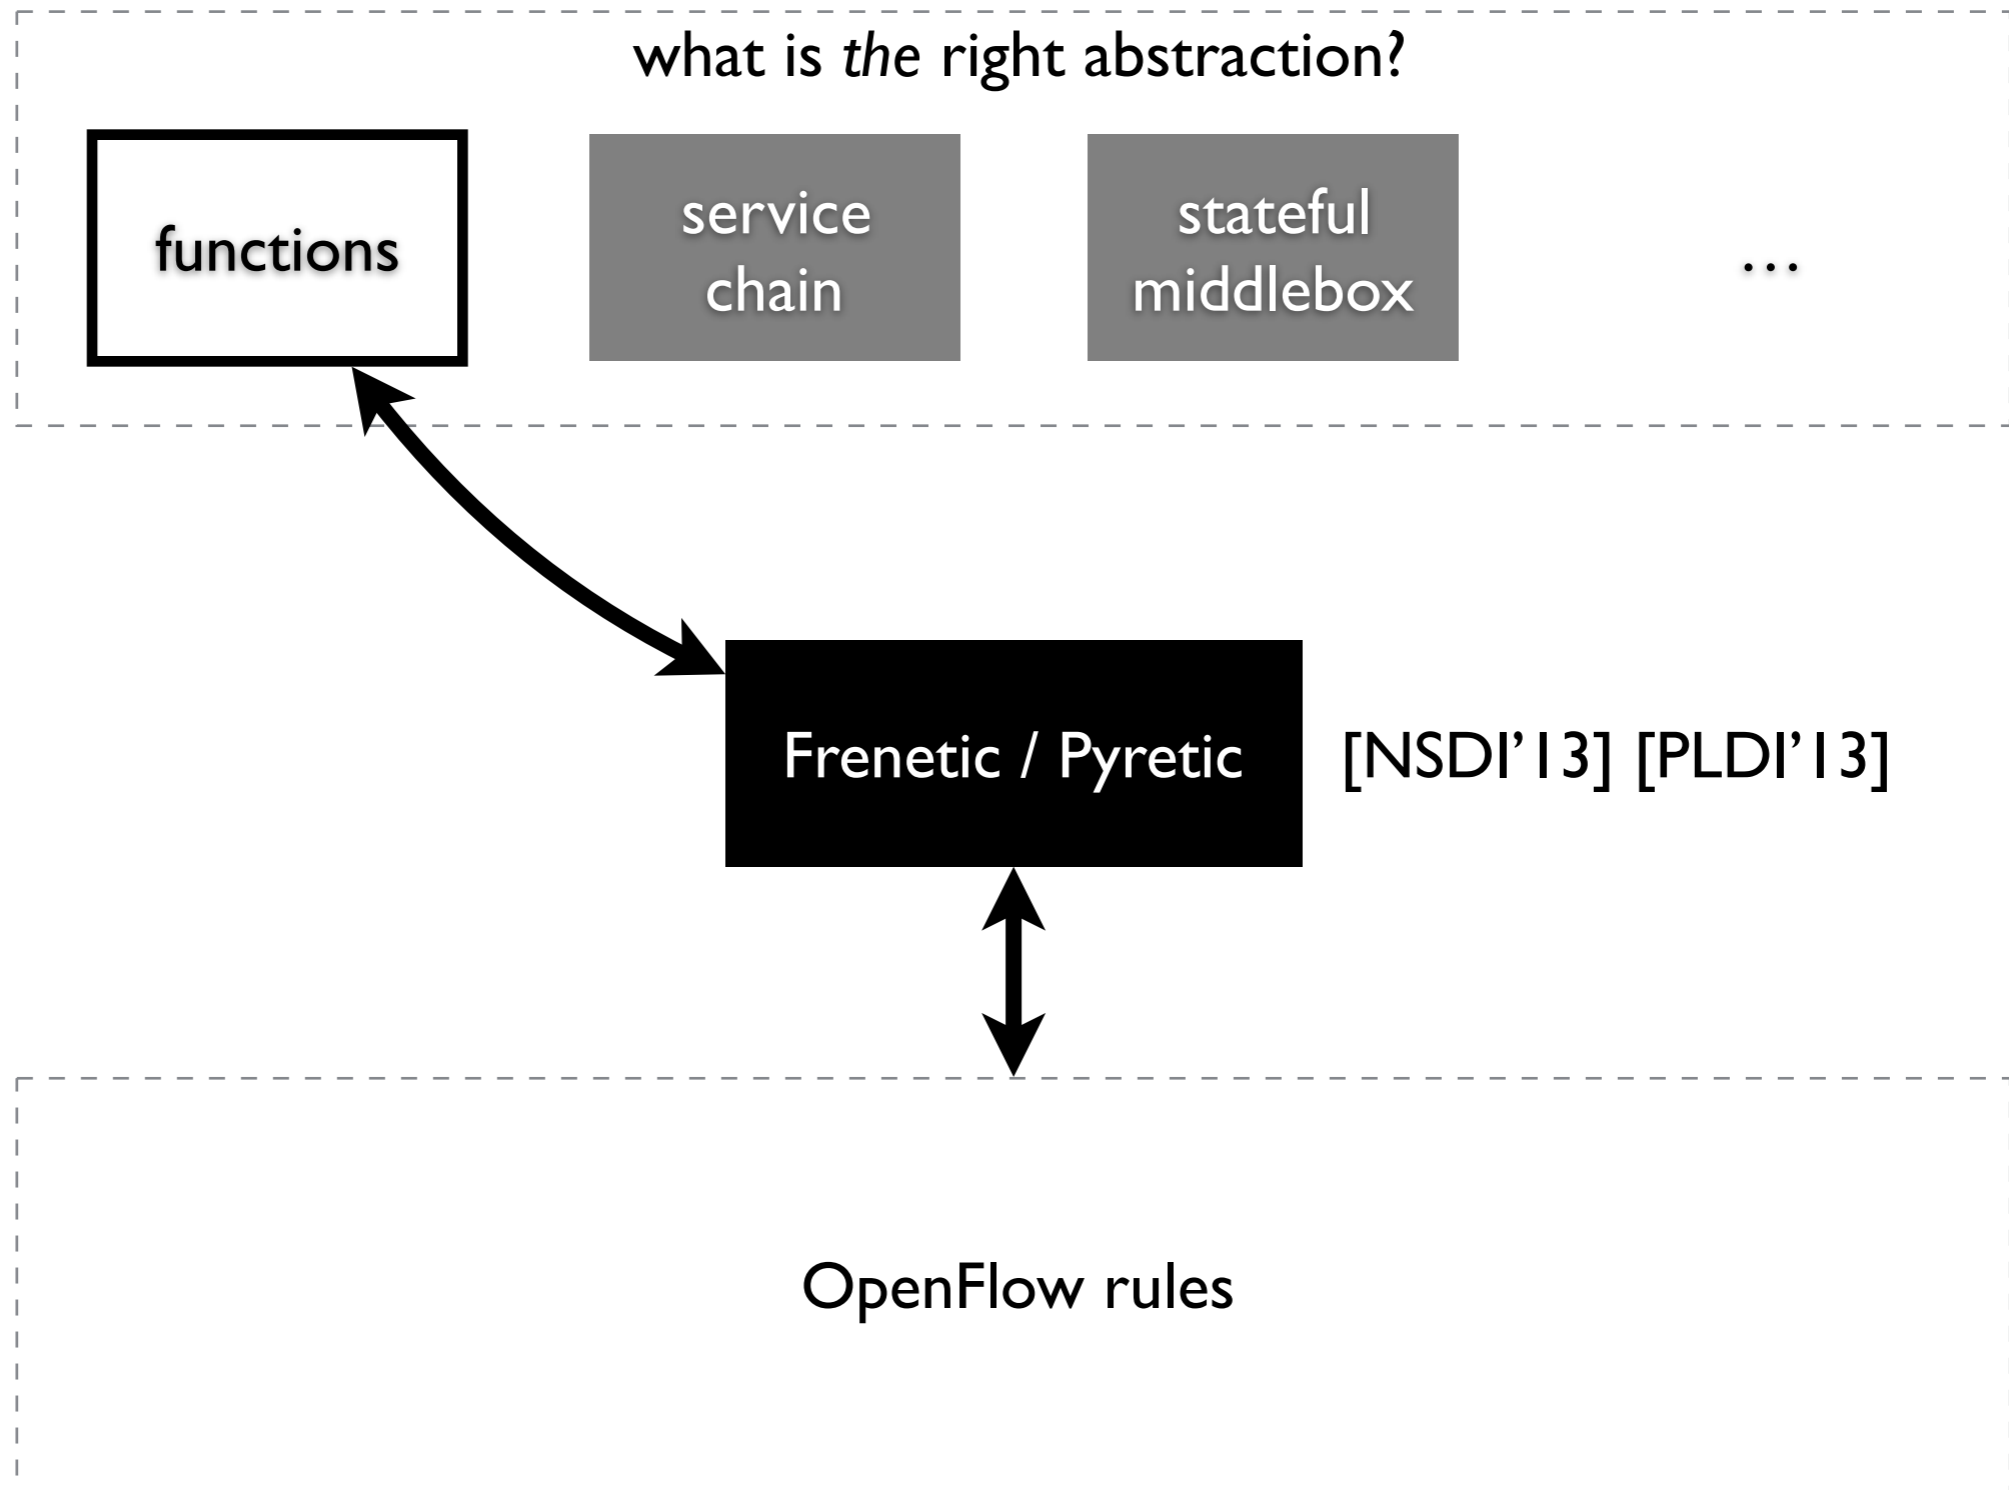 what is the right abstraction?
functions
service
chain
stateful
middlebox
…
Frenetic / Pyretic
[NSDI’13] [PLDI’13]
OpenFlow rules